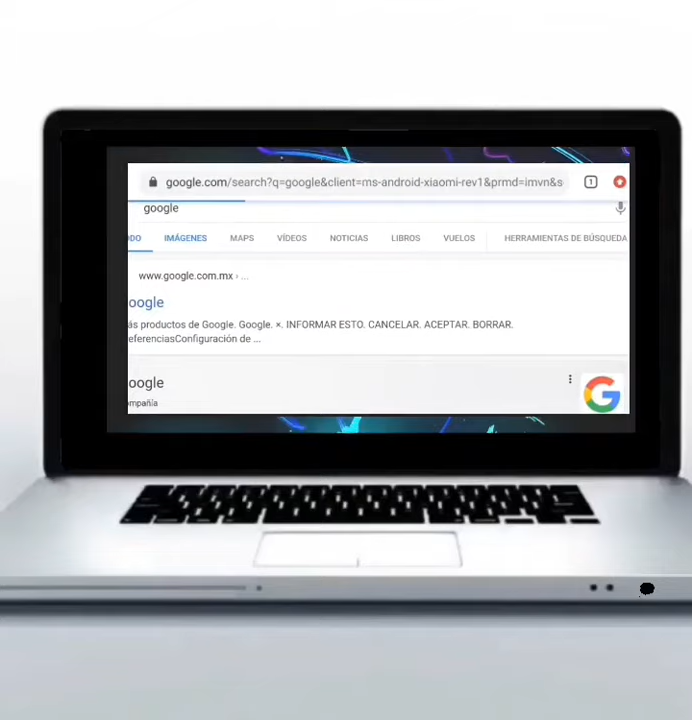 google.com/search?q=google&client=ms-android-xiaomi-rev1&prmd=imvn&s
1
google
ODO IMÁGENES MAPS VÍDEOS NOTICIAS LIBROS VUELOS HERRAMIENTAS DE BÚSQUEDA
www.google.com.mx › ...
oogle
ás productos de Google. Google. ×. INFORMAR ESTO. CANCELAR. ACEPTAR. BORRAR.
eferenciasConfiguración de ...
oogle
ompañía
G